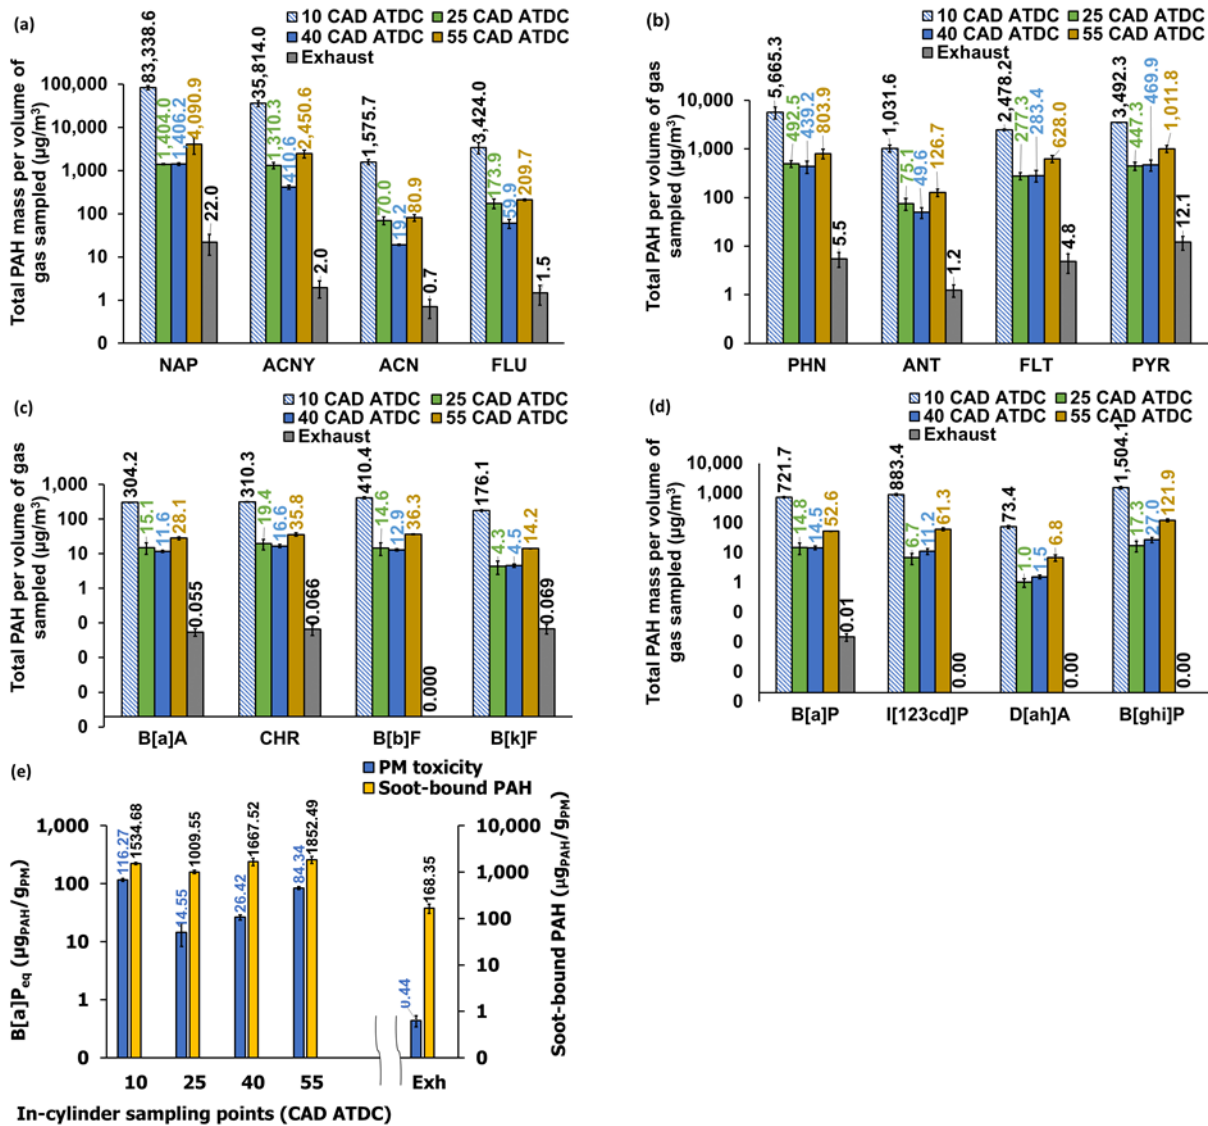 (a)
10 CAD ATDC
25 CAD ATDC
40 CAD ATDC
55 CAD ATDC
Exhaust
Total PAH mass per volume of
gas sampled (µg/m³)
100,000
10,000
1,000
100
10
1
0
83,338.6
1,404.0
1,406.2
4,090.9
22.0
35,814.0
1,310.3
410.6
2,450.6
2.0
1,575.7
70.0
19.2
80.9
0.7
3,424.0
173.9
59.9
209.7
1.5
NAP
ACNY
ACN
FLU
(b)
10 CAD ATDC
25 CAD ATDC
40 CAD ATDC
55 CAD ATDC
Exhaust
Total PAH per volume of gas
sampled (µg/m³)
10,000
1,000
100
10
1
0
5,665.3
492.5
439.2
803.9
5.5
1,031.6
75.1
49.6
126.7
1.2
2,478.2
277.3
283.4
628.0
4.8
3,492.3
447.3
469.9
1,011.8
12.1
PHN
ANT
FLT
PYR
(c)
10 CAD ATDC
25 CAD ATDC
40 CAD ATDC
55 CAD ATDC
Exhaust
Total PAH per volume of gas
sampled (µg/m³)
1,000
100
10
1
0
0
0
0
304.2
15.1
11.6
28.1
0.055
310.3
19.4
16.6
35.8
0.066
410.4
14.6
12.9
36.3
0.000
176.1
4.3
4.5
14.2
0.069
B[a]A
CHR
B[b]F
B[k]F
(d)
10 CAD ATDC
25 CAD ATDC
40 CAD ATDC
55 CAD ATDC
Exhaust
Total PAH mass per volume of
gas sampled (µg/m³)
10,000
1,000
100
10
1
0
0
0
0
721.7
14.8
14.5
52.6
0.01
883.4
6.7
11.2
61.3
0.00
73.4
1.0
1.5
6.8
0.00
1,504.1
17.3
121.9
0.00
B[a]P
I[123cd]P
D[ah]A
B[ghi]P
(e)
PM toxicity
Soot-bound PAH
B[a]Peq (µgPAH/gPM)
1,000
100
10
1
0
116.27
1534.68
14.55
1009.55
26.42
1667.52
84.34
1852.49
0.44
168.35
10,000
1,000
100
10
1
0
Soot-bound PAH (µgPAH/gPM)
10
25
40
55
Exh
In-cylinder sampling points (CAD ATDC)